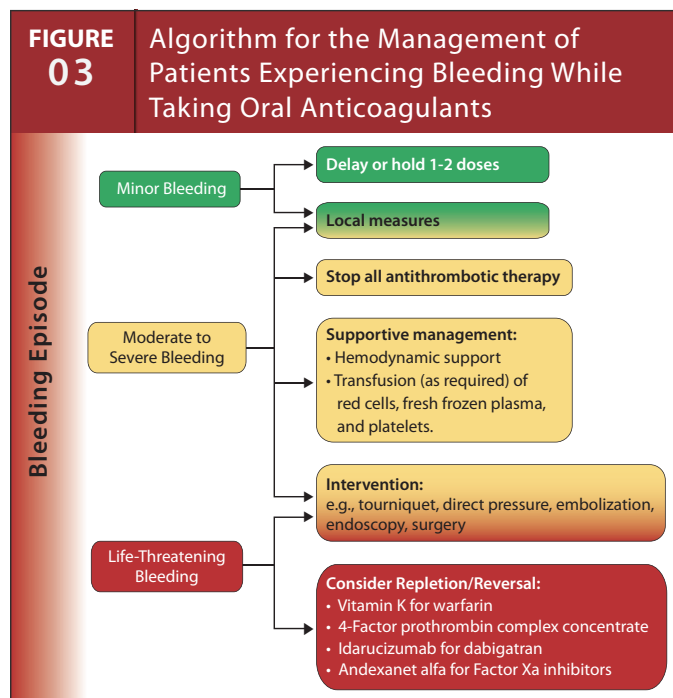 FIGURE
03
Algorithm for the Management of
Patients Experiencing Bleeding While
Taking Oral Anticoagulants
Bleeding Episode
Minor Bleeding
Delay or hold 1-2 doses
Local measures
Stop all antithrombotic therapy
Moderate to
Severe Bleeding
Supportive management:
• Hemodynamic support
• Transfusion (as required) of
red cells, fresh frozen plasma,
and platelets.
Intervention:
e.g., tourniquet, direct pressure, embolization,
endoscopy, surgery
Life-Threatening
Bleeding
Consider Repletion/Reversal:
• Vitamin K for warfarin
• 4-Factor prothrombin complex concentrate
• Idarucizumab for dabigatran
• Andexanet alfa for Factor Xa inhibitors